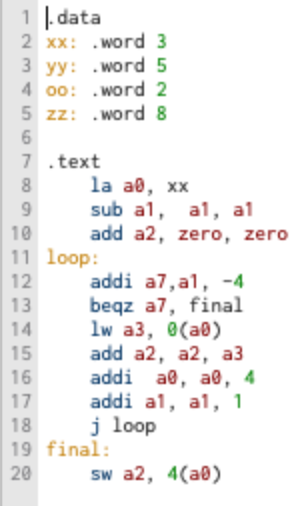 1 .data
2 xx: .word 3
3 yy: .word 5
4 oo: .word 2
5 zz: .word 8
6
7 .text
8     la a0, xx
9     sub a1,  a1, a1
10     add a2, zero, zero
11 loop:
12     addi a7,a1, -4
13     beqz a7, final
14     lw a3, 0(a0)
15     add a2, a2, a3
16     addi  a0, a0, 4
17     addi a1, a1, 1
18     j loop
19 final:
20     sw a2, 4(a0)